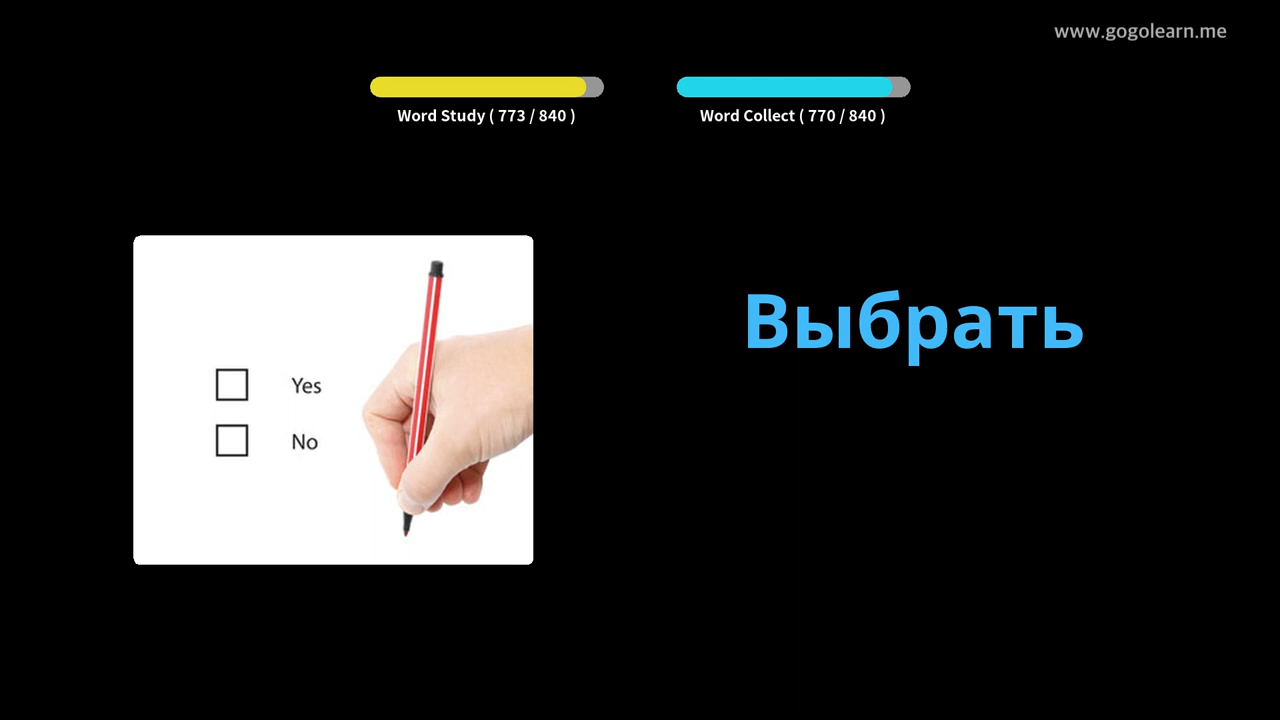 www.gogolearn.me
Word Study ( 773 / 840 )
Word Collect ( 770 / 840 )
Yes
No
Выбрать